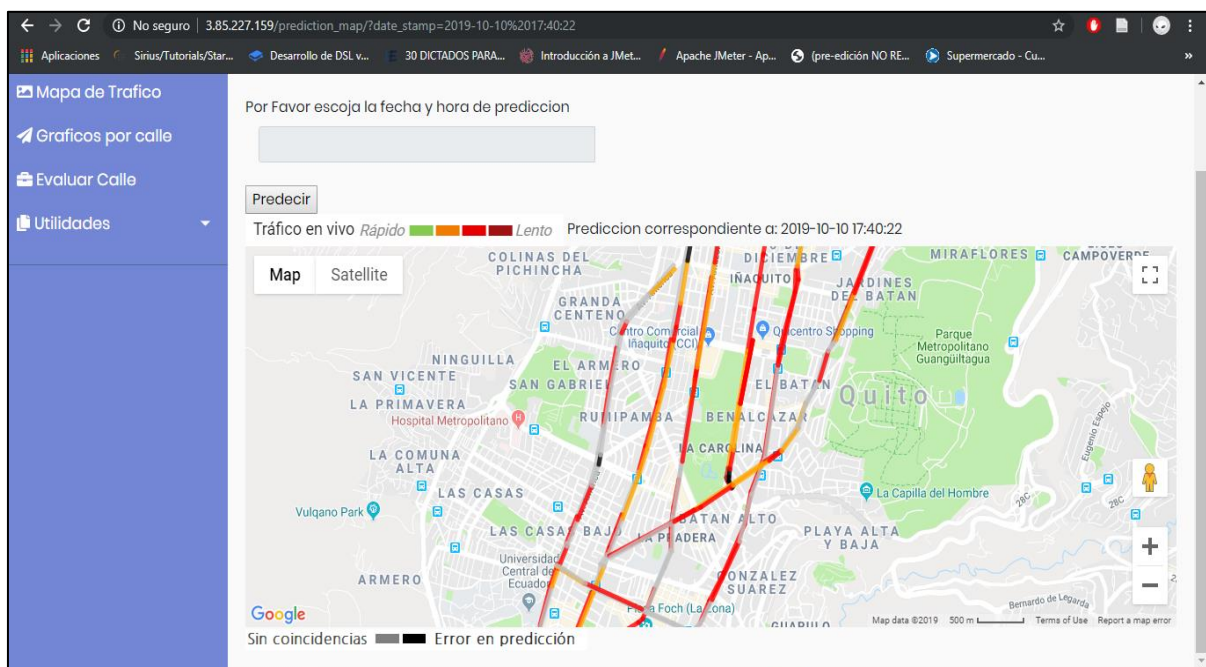 No seguro | 3.85.227.159/prediction_map/?date_stamp=2019-10-10%2017:40:22
Aplicaciones Sirius/Tutorials/Star... Desarrollo de DSL v... 30 DICTADOS PARA... Introducción a JMet... Apache JMeter - Ap... (pre-edición NO RE... Supermercado - Cu... »
Mapa de Trafico
Graficos por calle
Evaluar Calle
Utilidades
Por Favor escoja la fecha y hora de prediccion
Predecir
Tráfico en vivo Rápido Lento Prediccion correspondiente a: 2019-10-10 17:40:22
Map Satellite
COLINAS DEL
PICHINCHA
DICIEMBRE
IÑAQUITO
MIRAFLORES
JARDINES
DEL BATAN
GRANDA
CENTENO
Centro Comercial
Iñaquito (CCI)
Quicentro Shopping
Parque
Metropolitano
Guangüiltagua
NINGUILLA
SAN VICENTE
EL ARMERO
SAN GABRIEL
EL BATAN
Quito
LA PRIMAVERA
Hospital Metropolitano
RUMIPAMBA
BENALCAZAR
Eugenio Espejo
LA CAROLINA
LA COMUNA
ALTA
LAS CASAS
La Capilla del Hombre
28C
28C
Vulqano Park
LAS CASAS BAJO
BATAN ALTO
LA PRADERA
PLAYA ALTA
Y BAJA
Universidad
Central del
Ecuador
ARMERO
GONZALEZ
SUAREZ
Bernardo de Legarda
Plaza Foch (La Zona)
GUAPULO
Google
Map data ©2019 500 m Terms of Use Report a map error
Sin coincidencias Error en predicción